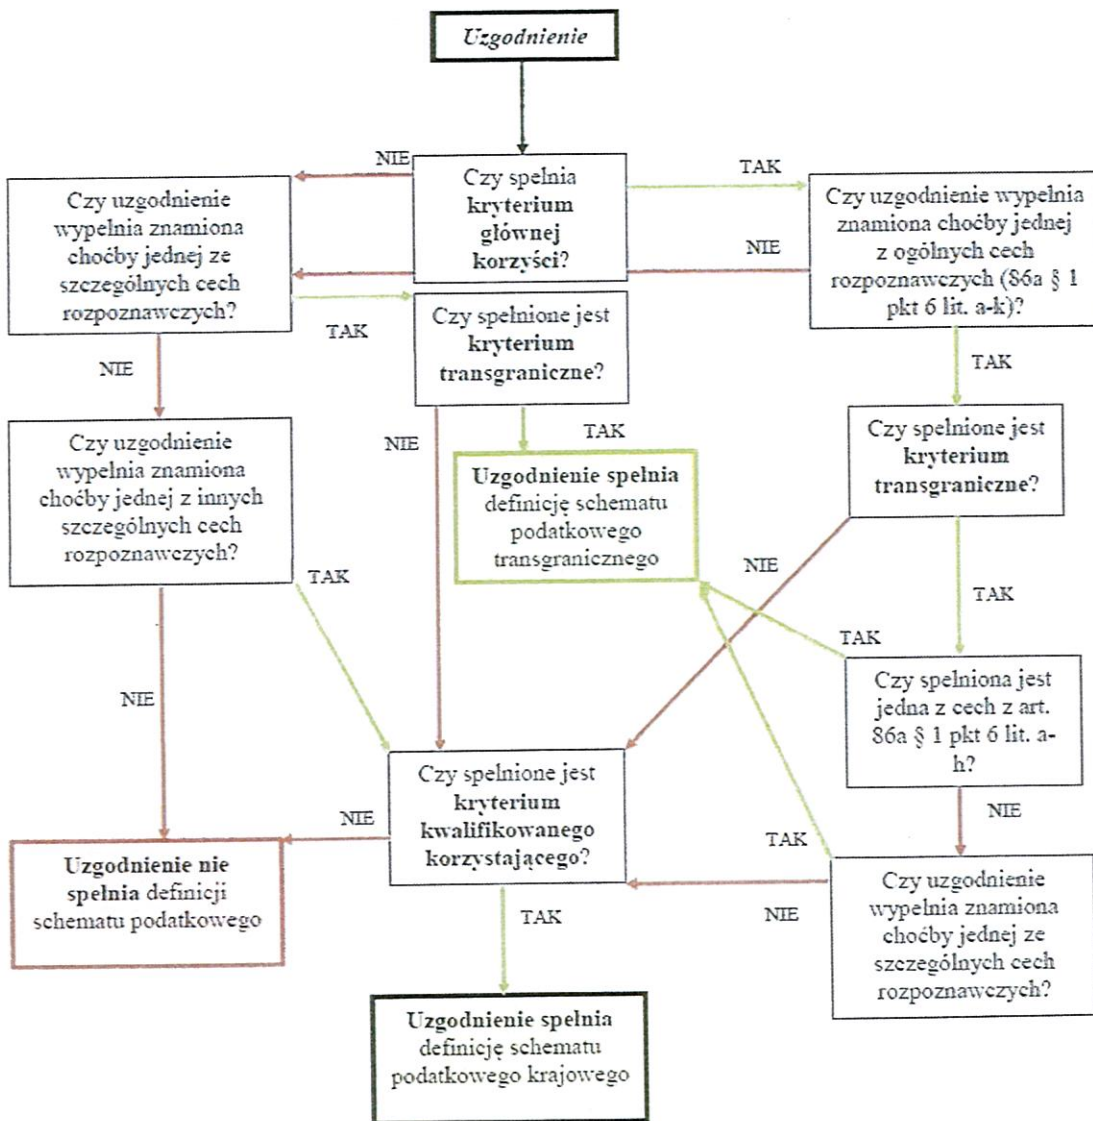 Uzgodnienie
NIE
TAK
Czy spełnia
kryterium
głównej
korzyści?
Czy uzgodnienie
wypełnia znamiona
choćby jednej ze
szczególnych cech
rozpoznawczych?
Czy uzgodnienie wypełnia
znamiona choćby jednej
z ogólnych cech
rozpoznawczych (86a § 1
pkt 6 lit. a-k)?
NIE
TAK
Czy spełnione jest
kryterium
transgraniczne?
NIE
TAK
Czy uzgodnienie
wypełnia znamiona
choćby jednej z innych
szczególnych cech
rozpoznawczych?
NIE
TAK
Czy spełnione jest
kryterium
transgraniczne?
Uzgodnienie spełnia
definicję schematu
podatkowego
transgranicznego
TAK
NIE
TAK
TAK
NIE
Czy spełniona jest
jedna z cech z art.
86a § 1 pkt 6 lit. a-
h?
Czy spełnione jest
kryterium
kwalifikowanego
korzystającego?
NIE
NIE
TAK
Uzgodnienie nie
spełnia definicji
schematu podatkowego
Czy uzgodnienie
wypełnia znamiona
choćby jednej ze
szczególnych cech
rozpoznawczych?
TAK
NIE
Uzgodnienie spełnia
definicję schematu
podatkowego krajowego